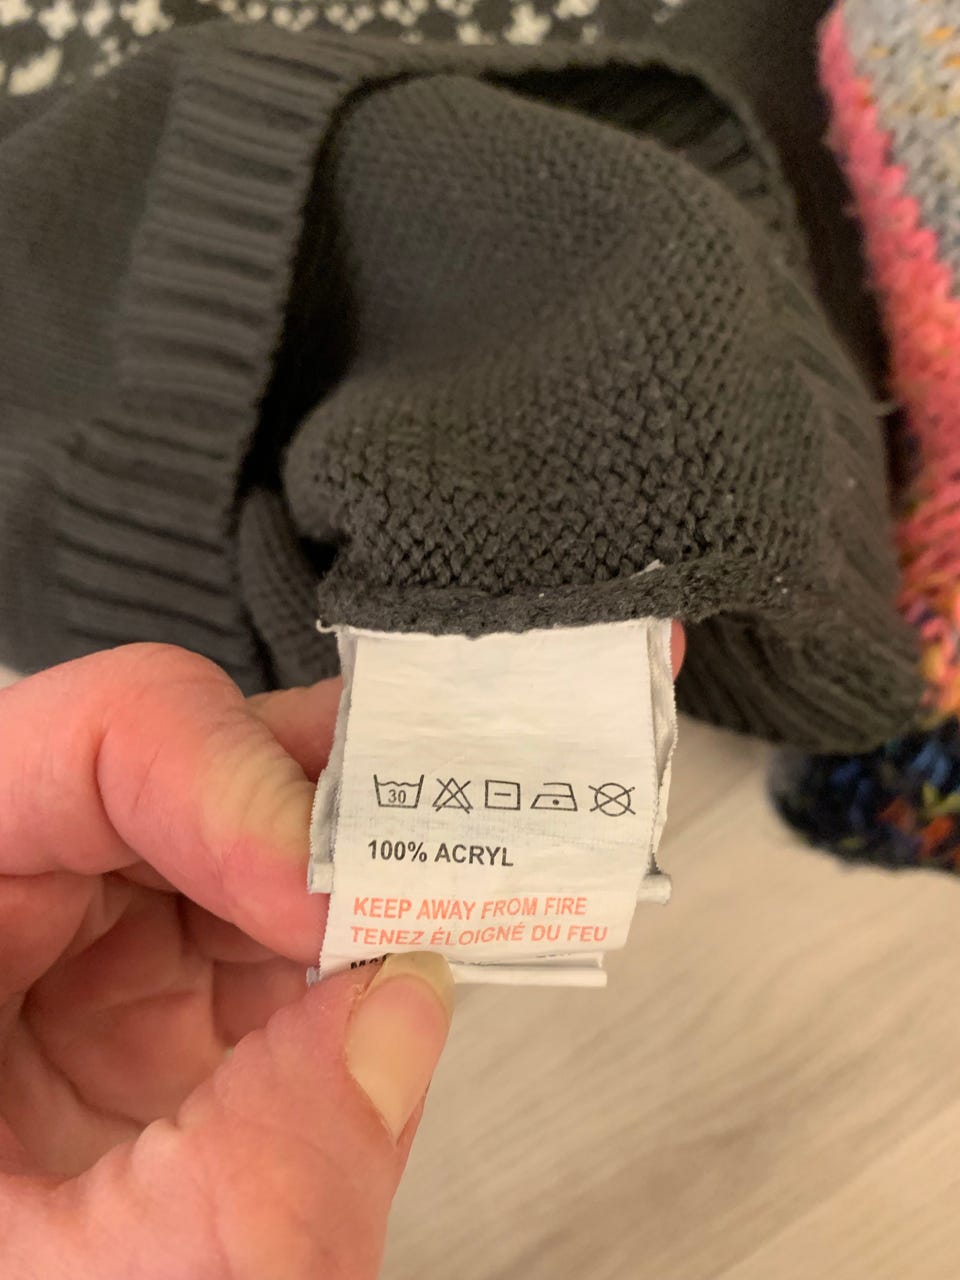 30
100% ACRYL
KEEP AWAY FROM FIRE
TENEZ ÉLOIGNÉ DU FEU